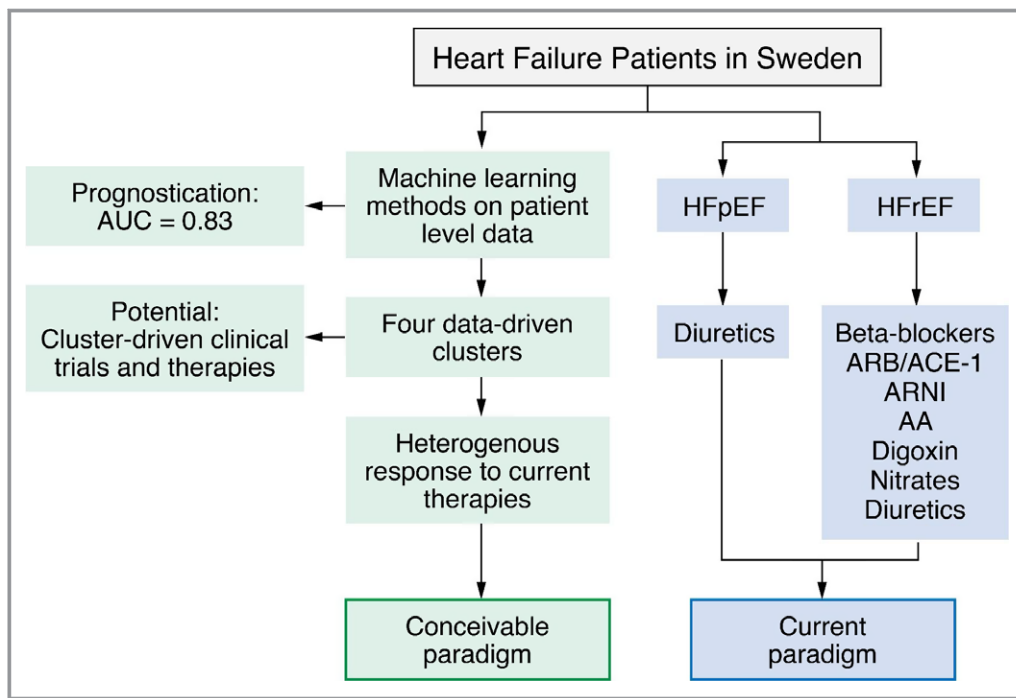 Heart Failure Patients in Sweden
Prognostication:
AUC = 0.83
Machine learning
methods on patient
level data
HFpEF
HFrEF
Potential:
Cluster-driven clinical
trials and therapies
Four data-driven
clusters
Diuretics
Beta-blockers
ARB/ACE-1
ARNI
AA
Digoxin
Nitrates
Diuretics
Heterogenous
response to current
therapies
Conceivable
paradigm
Current
paradigm